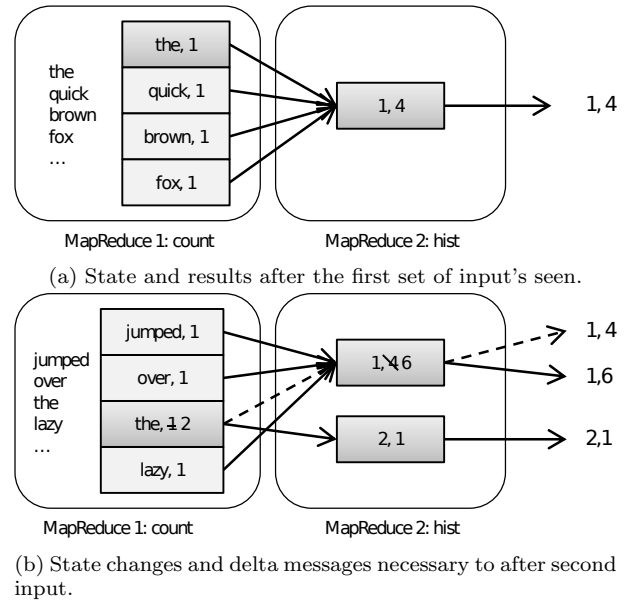 the
quick
brown
fox
...
the, 1
quick, 1
brown, 1
fox, 1
1, 4
1, 4
MapReduce 1: count
MapReduce 2: hist
(a) State and results after the first set of input's seen.
jumped
over
the
lazy
...
jumped, 1
over, 1
the, 1 2
lazy, 1
1, 4 6
2, 1
1, 4
1,6
2,1
MapReduce 1: count
MapReduce 2: hist
(b) State changes and delta messages necessary to after second
input.